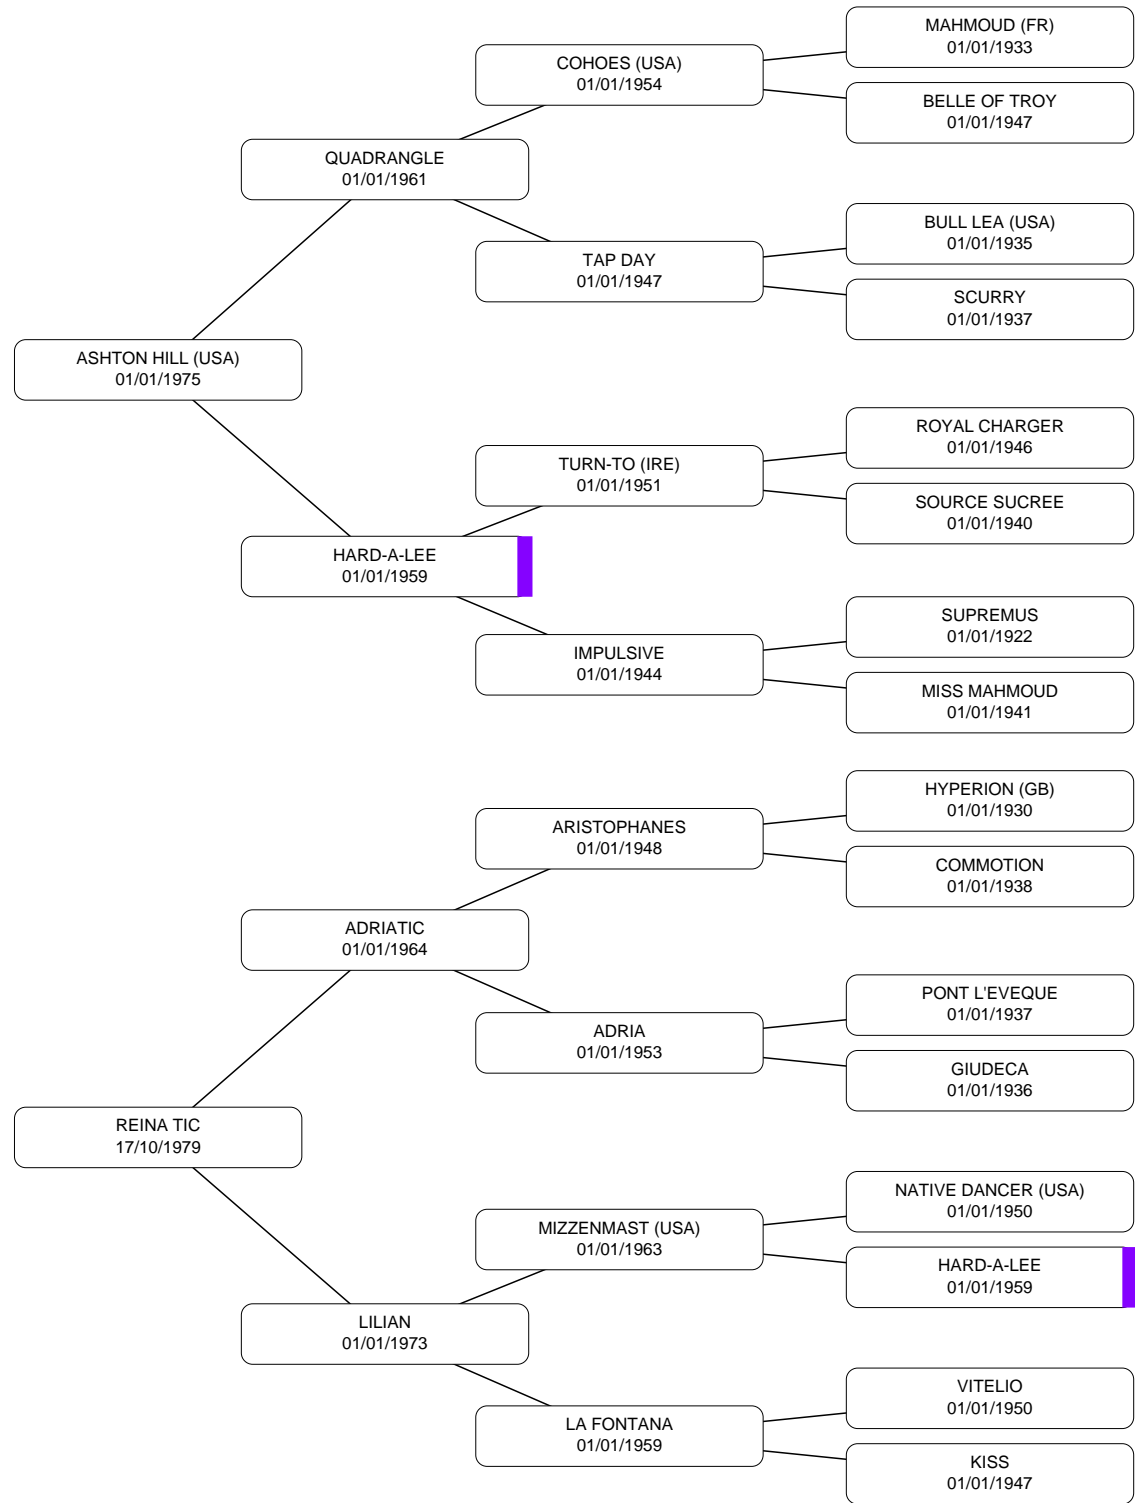 MAHMOUD (FR)
01/01/1933
COHOES (USA)
01/01/1954
BELLE OF TROY
01/01/1947
QUADRANGLE
01/01/1961
BULL LEA (USA)
01/01/1935
TAP DAY
01/01/1947
SCURRY
01/01/1937
ASHTON HILL (USA)
01/01/1975
ROYAL CHARGER
01/01/1946
TURN-TO (IRE)
01/01/1951
SOURCE SUCREE
01/01/1940
HARD-A-LEE
01/01/1959
SUPREMUS
01/01/1922
IMPULSIVE
01/01/1944
MISS MAHMOUD
01/01/1941
HYPERION (GB)
01/01/1930
ARISTOPHANES
01/01/1948
COMMOTION
01/01/1938
ADRIATIC
01/01/1964
PONT L'EVEQUE
01/01/1937
ADRIA
01/01/1953
GIUDECA
01/01/1936
REINA TIC
17/10/1979
NATIVE DANCER (USA)
01/01/1950
MIZZENMAST (USA)
01/01/1963
HARD-A-LEE
01/01/1959
LILIAN
01/01/1973
VITELIO
01/01/1950
LA FONTANA
01/01/1959
KISS
01/01/1947